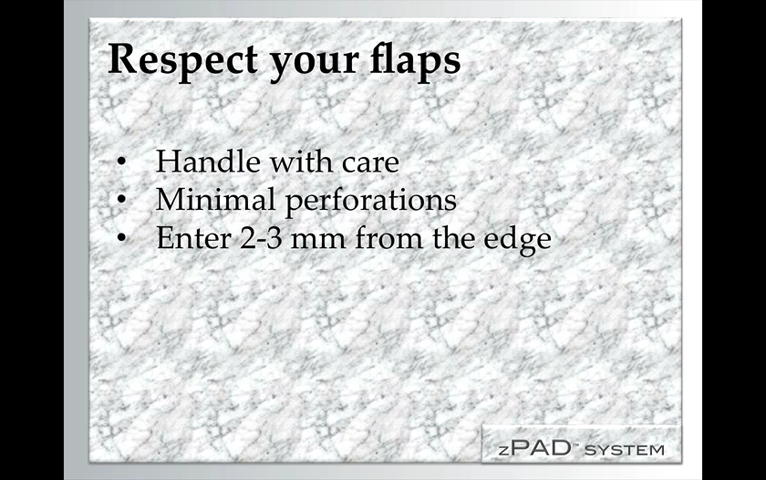 Respect your flaps
• Handle with care
• Minimal perforations
• Enter 2-3 mm from the edge
zPAD™ SYSTEM